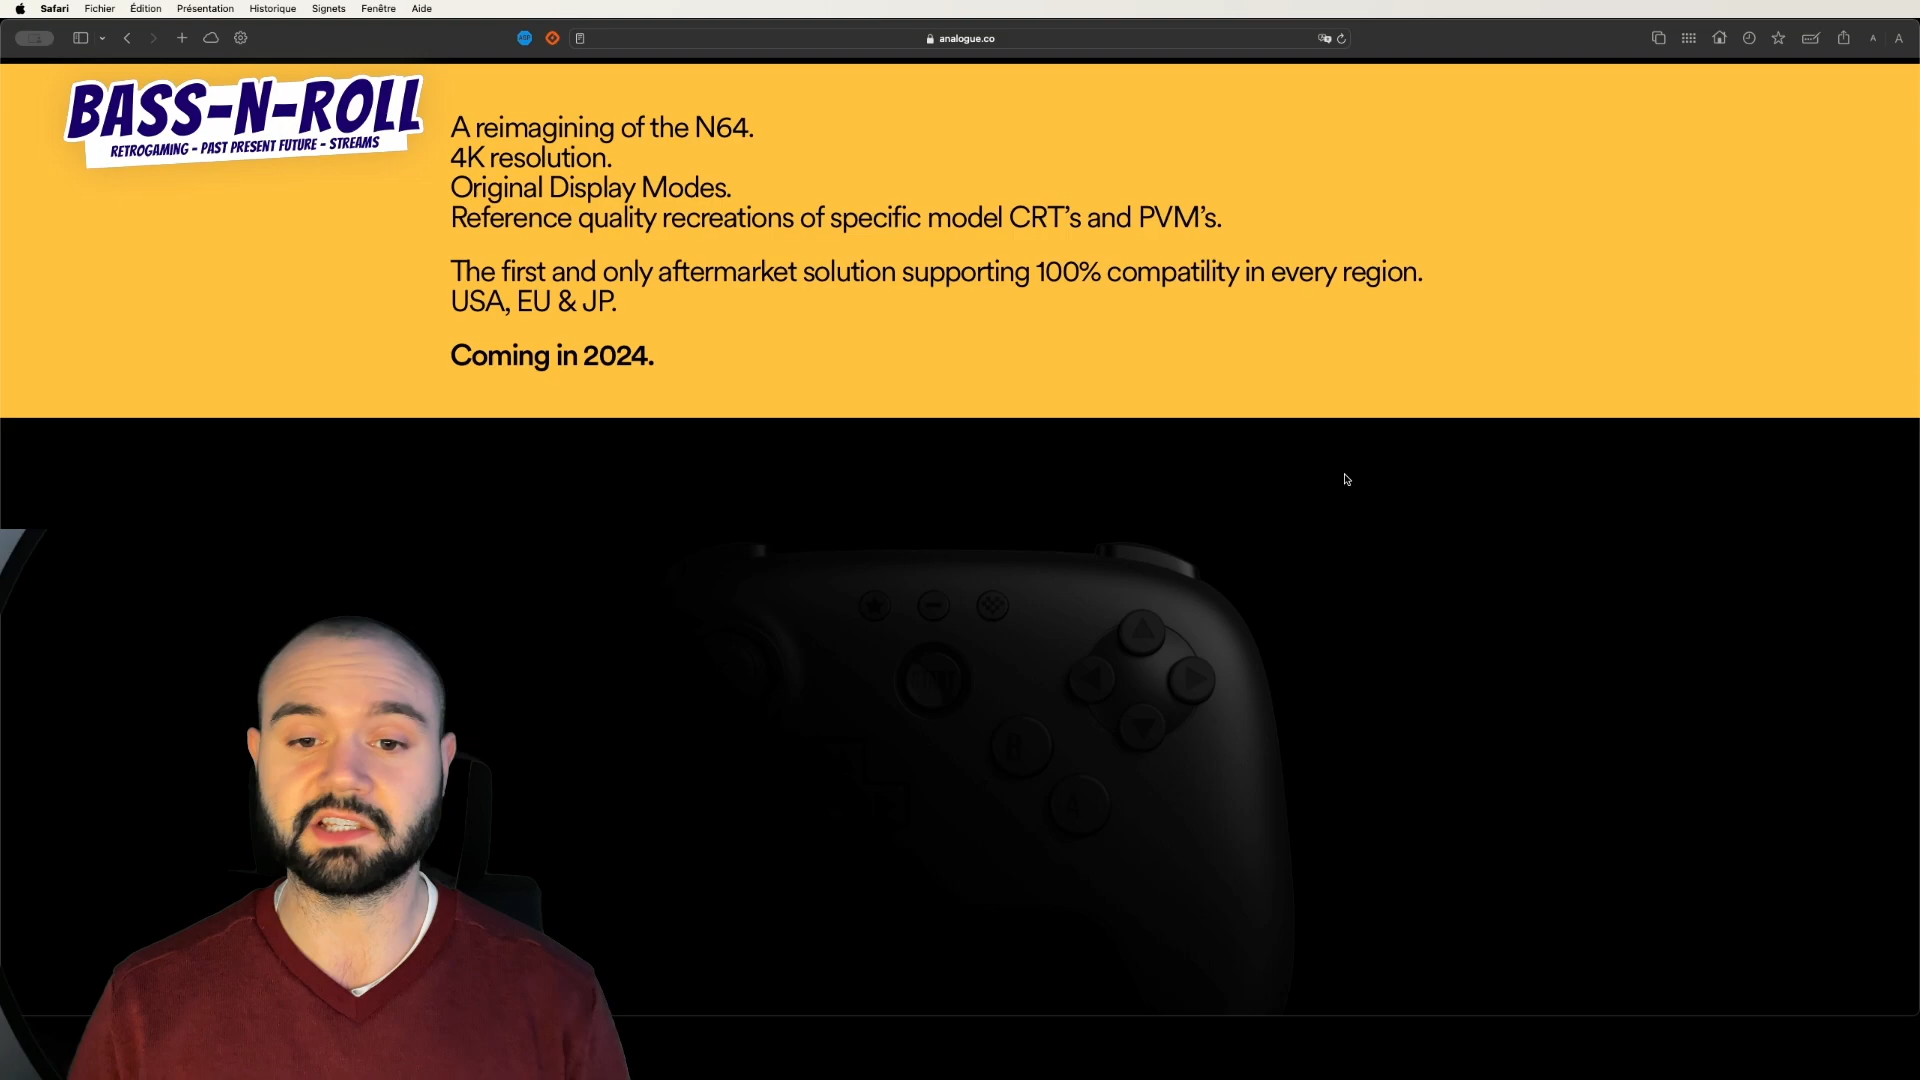 Safari Fichier Édition Présentation Historique Signets Fenêtre Aide
ABP
analogue.co
A A
BASS-N-ROLL
RETROGAMING - PAST PRESENT FUTURE - STREAMS
A reimagining of the N64.
4K resolution.
Original Display Modes.
Reference quality recreations of specific model CRT's and PVM's.
The first and only aftermarket solution supporting 100% compatility in every region.
USA, EU & JP.
Coming in 2024.
START
B
A